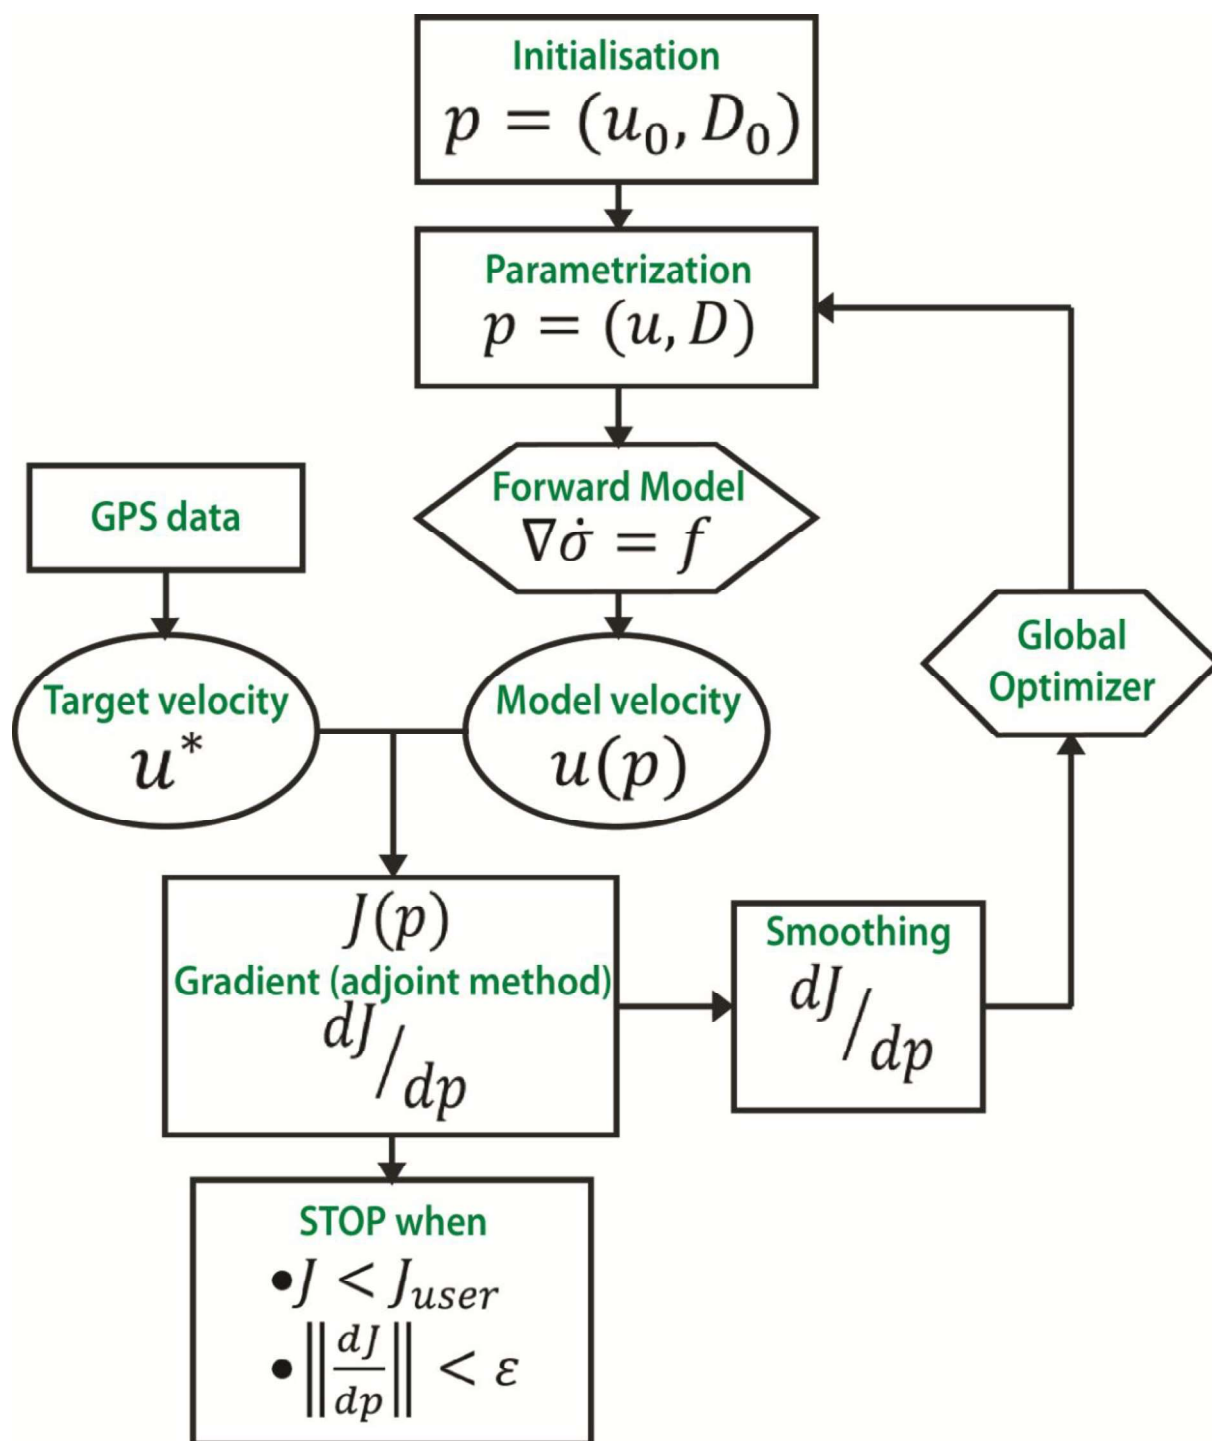 Initialisation
p = (u₀, D₀)
Parametrization
p = (u, D)
Forward Model
∇σ̇ = f
GPS data
Target velocity
u*
Model velocity
u(p)
Global
Optimizer
J(p)
Gradient (adjoint method)
dJ/dp
Smoothing
dJ/dp
STOP when
•J < J_user
•‖dJ/dp‖ < ε